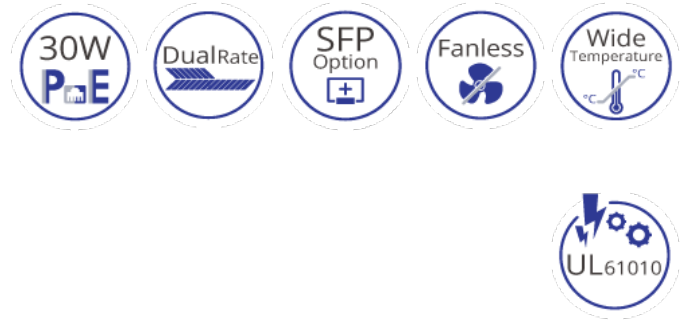 30W
PoE
DualRate
SFP
Option
Fanless
Wide
Temperature
°C
°C
UL61010